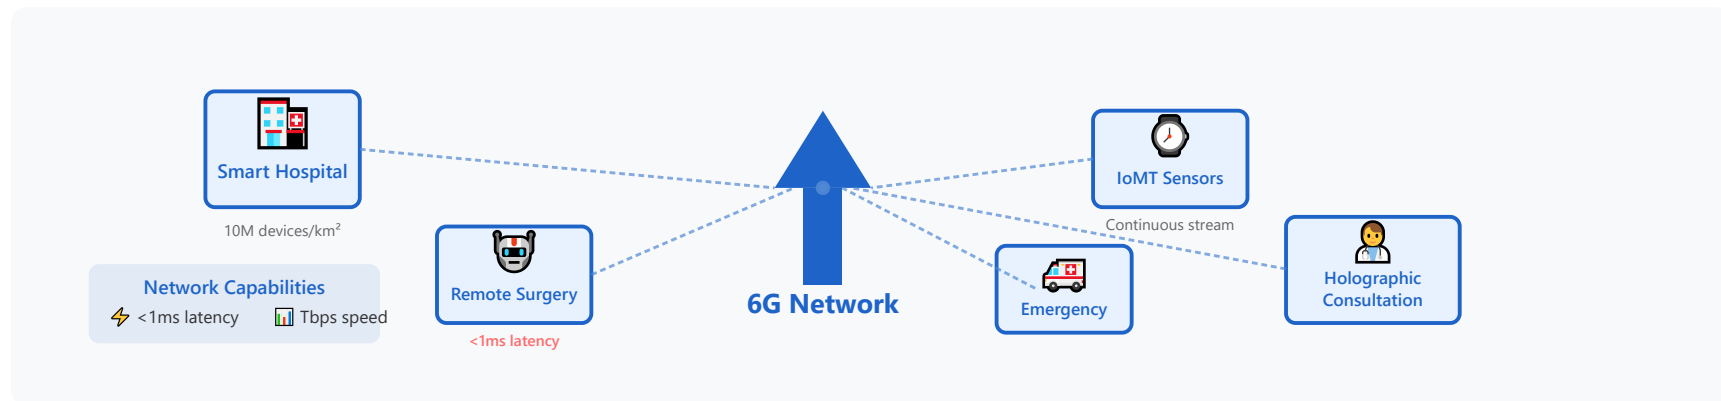 Smart Hospital
10M devices/km²
Network Capabilities
⚡ <1ms latency 📊 Tbps speed
Remote Surgery
<1ms latency
6G Network
IoMT Sensors
Continuous stream
Emergency
Holographic
Consultation